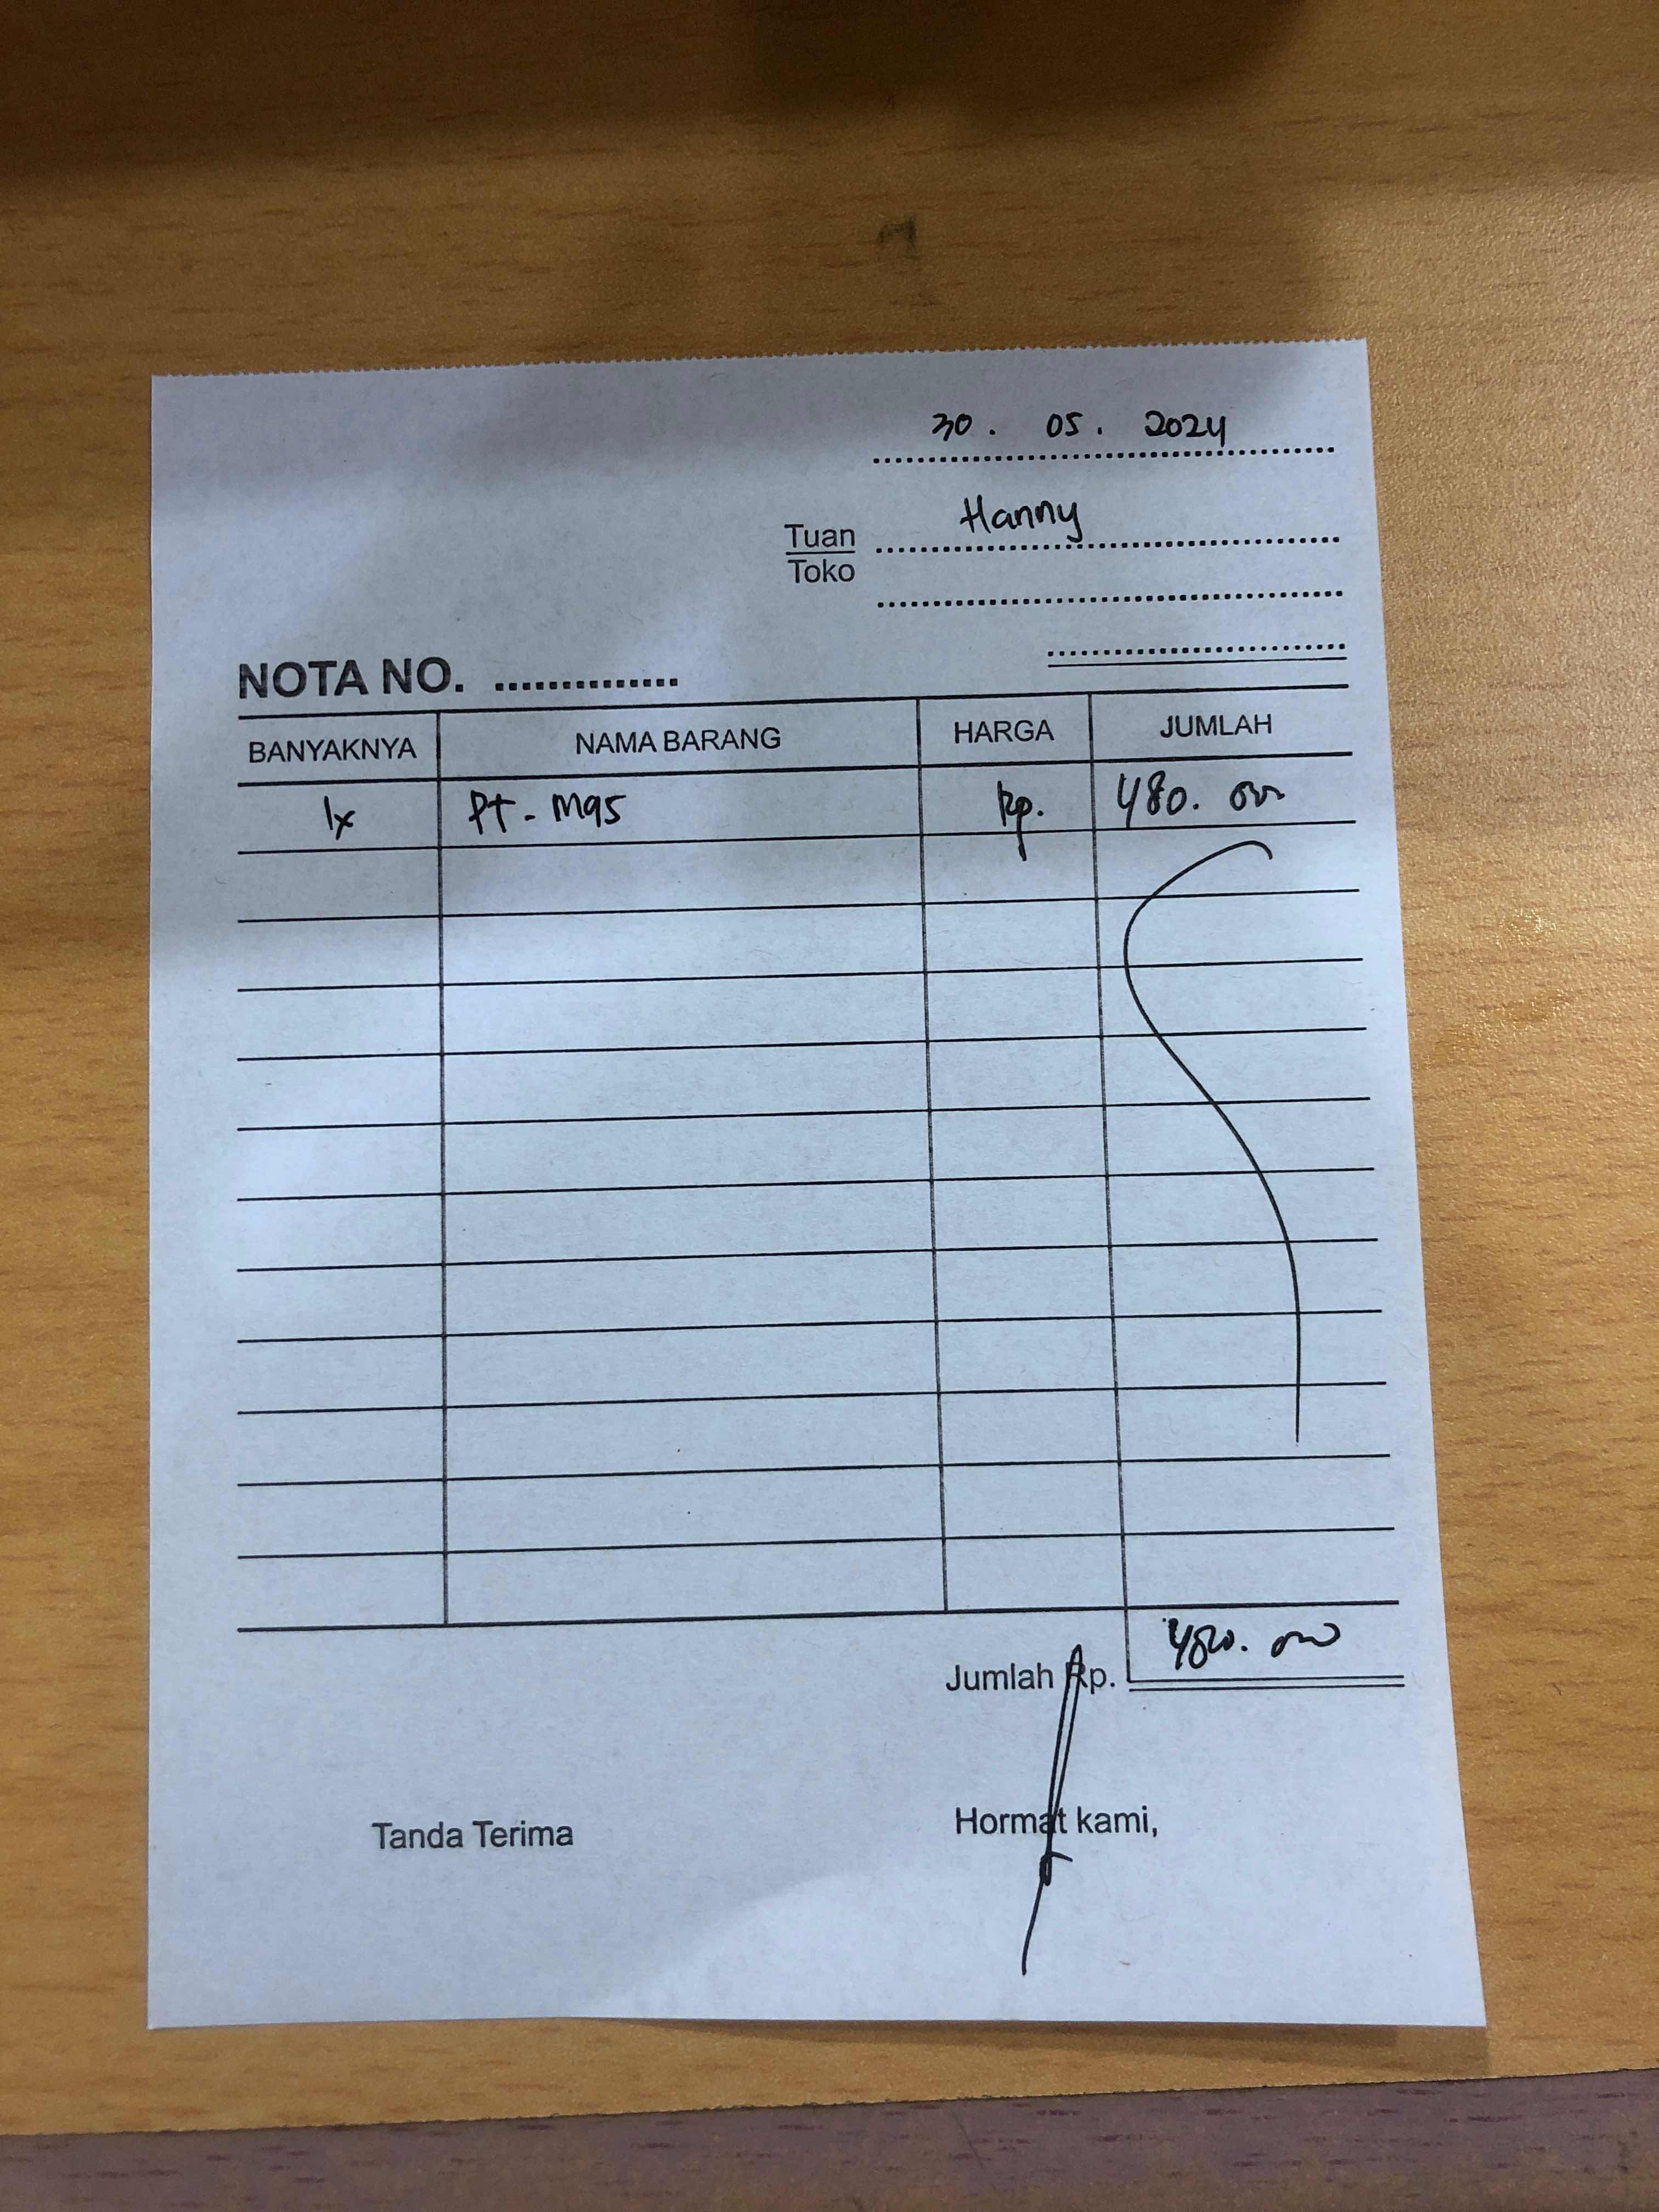 30. 05. 2024
Tuan Hanny
Toko
NOTA NO.
BANYAKNYA NAMA BARANG HARGA JUMLAH
1x Pt - M95 Rp. 480. 000
Jumlah Rp. 480. 000
Tanda Terima Hormat kami,